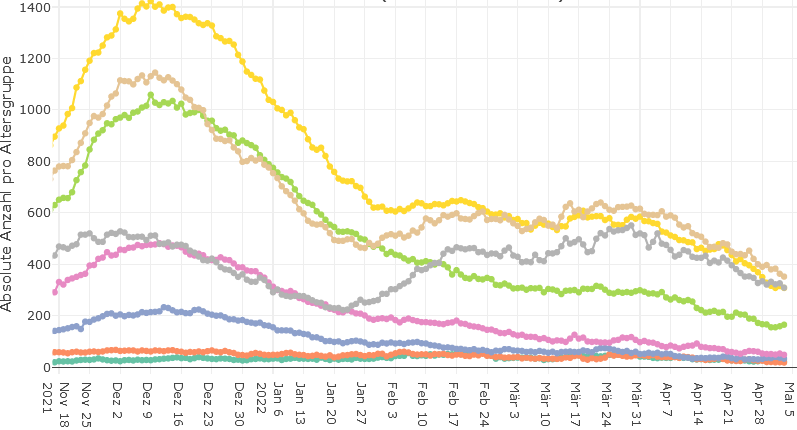 1400
1200
1000
800
600
400
200
0
Absolute Anzahl pro Altersgruppe
2021
Nov 18
Nov 25
Dez 2
Dez 9
Dez 16
Dez 23
Dez 30
2022
Jan 6
Jan 13
Jan 20
Jan 27
Feb 3
Feb 10
Feb 17
Feb 24
Mär 3
Mär 10
Mär 17
Mär 24
Mär 31
Apr 7
Apr 14
Apr 21
Apr 28
Mai 5